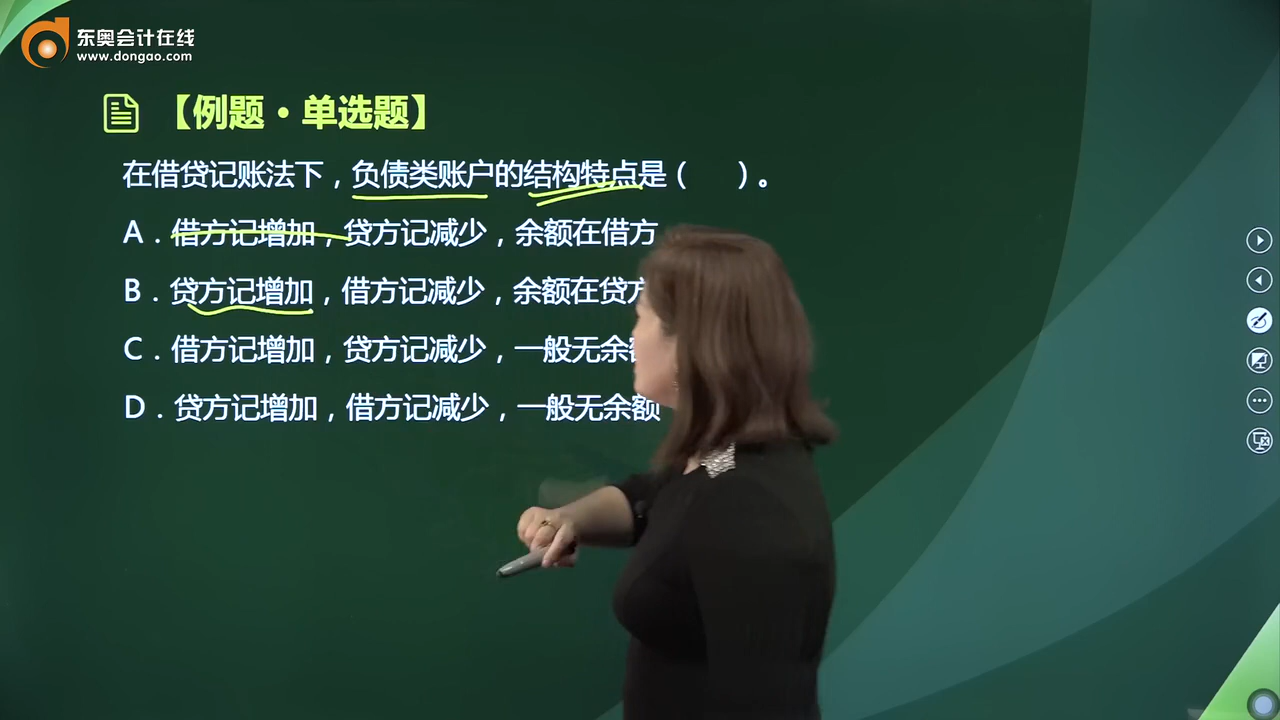 东奥会计在线
www.dongao.com
【例题·单选题】
在借贷记账法下，负债类账户的结构特点是（ ）。
A．借方记增加，贷方记减少，余额在借方
B．贷方记增加，借方记减少，余额在贷方
C．借方记增加，贷方记减少，一般无余额
D．贷方记增加，借方记减少，一般无余额